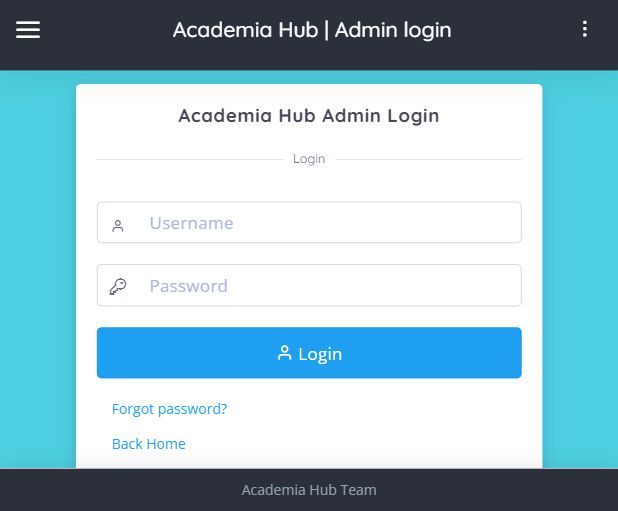 Academia Hub | Admin login
Academia Hub Admin Login
Login
Username
Password
Login
Forgot password?
Back Home
Academia Hub Team